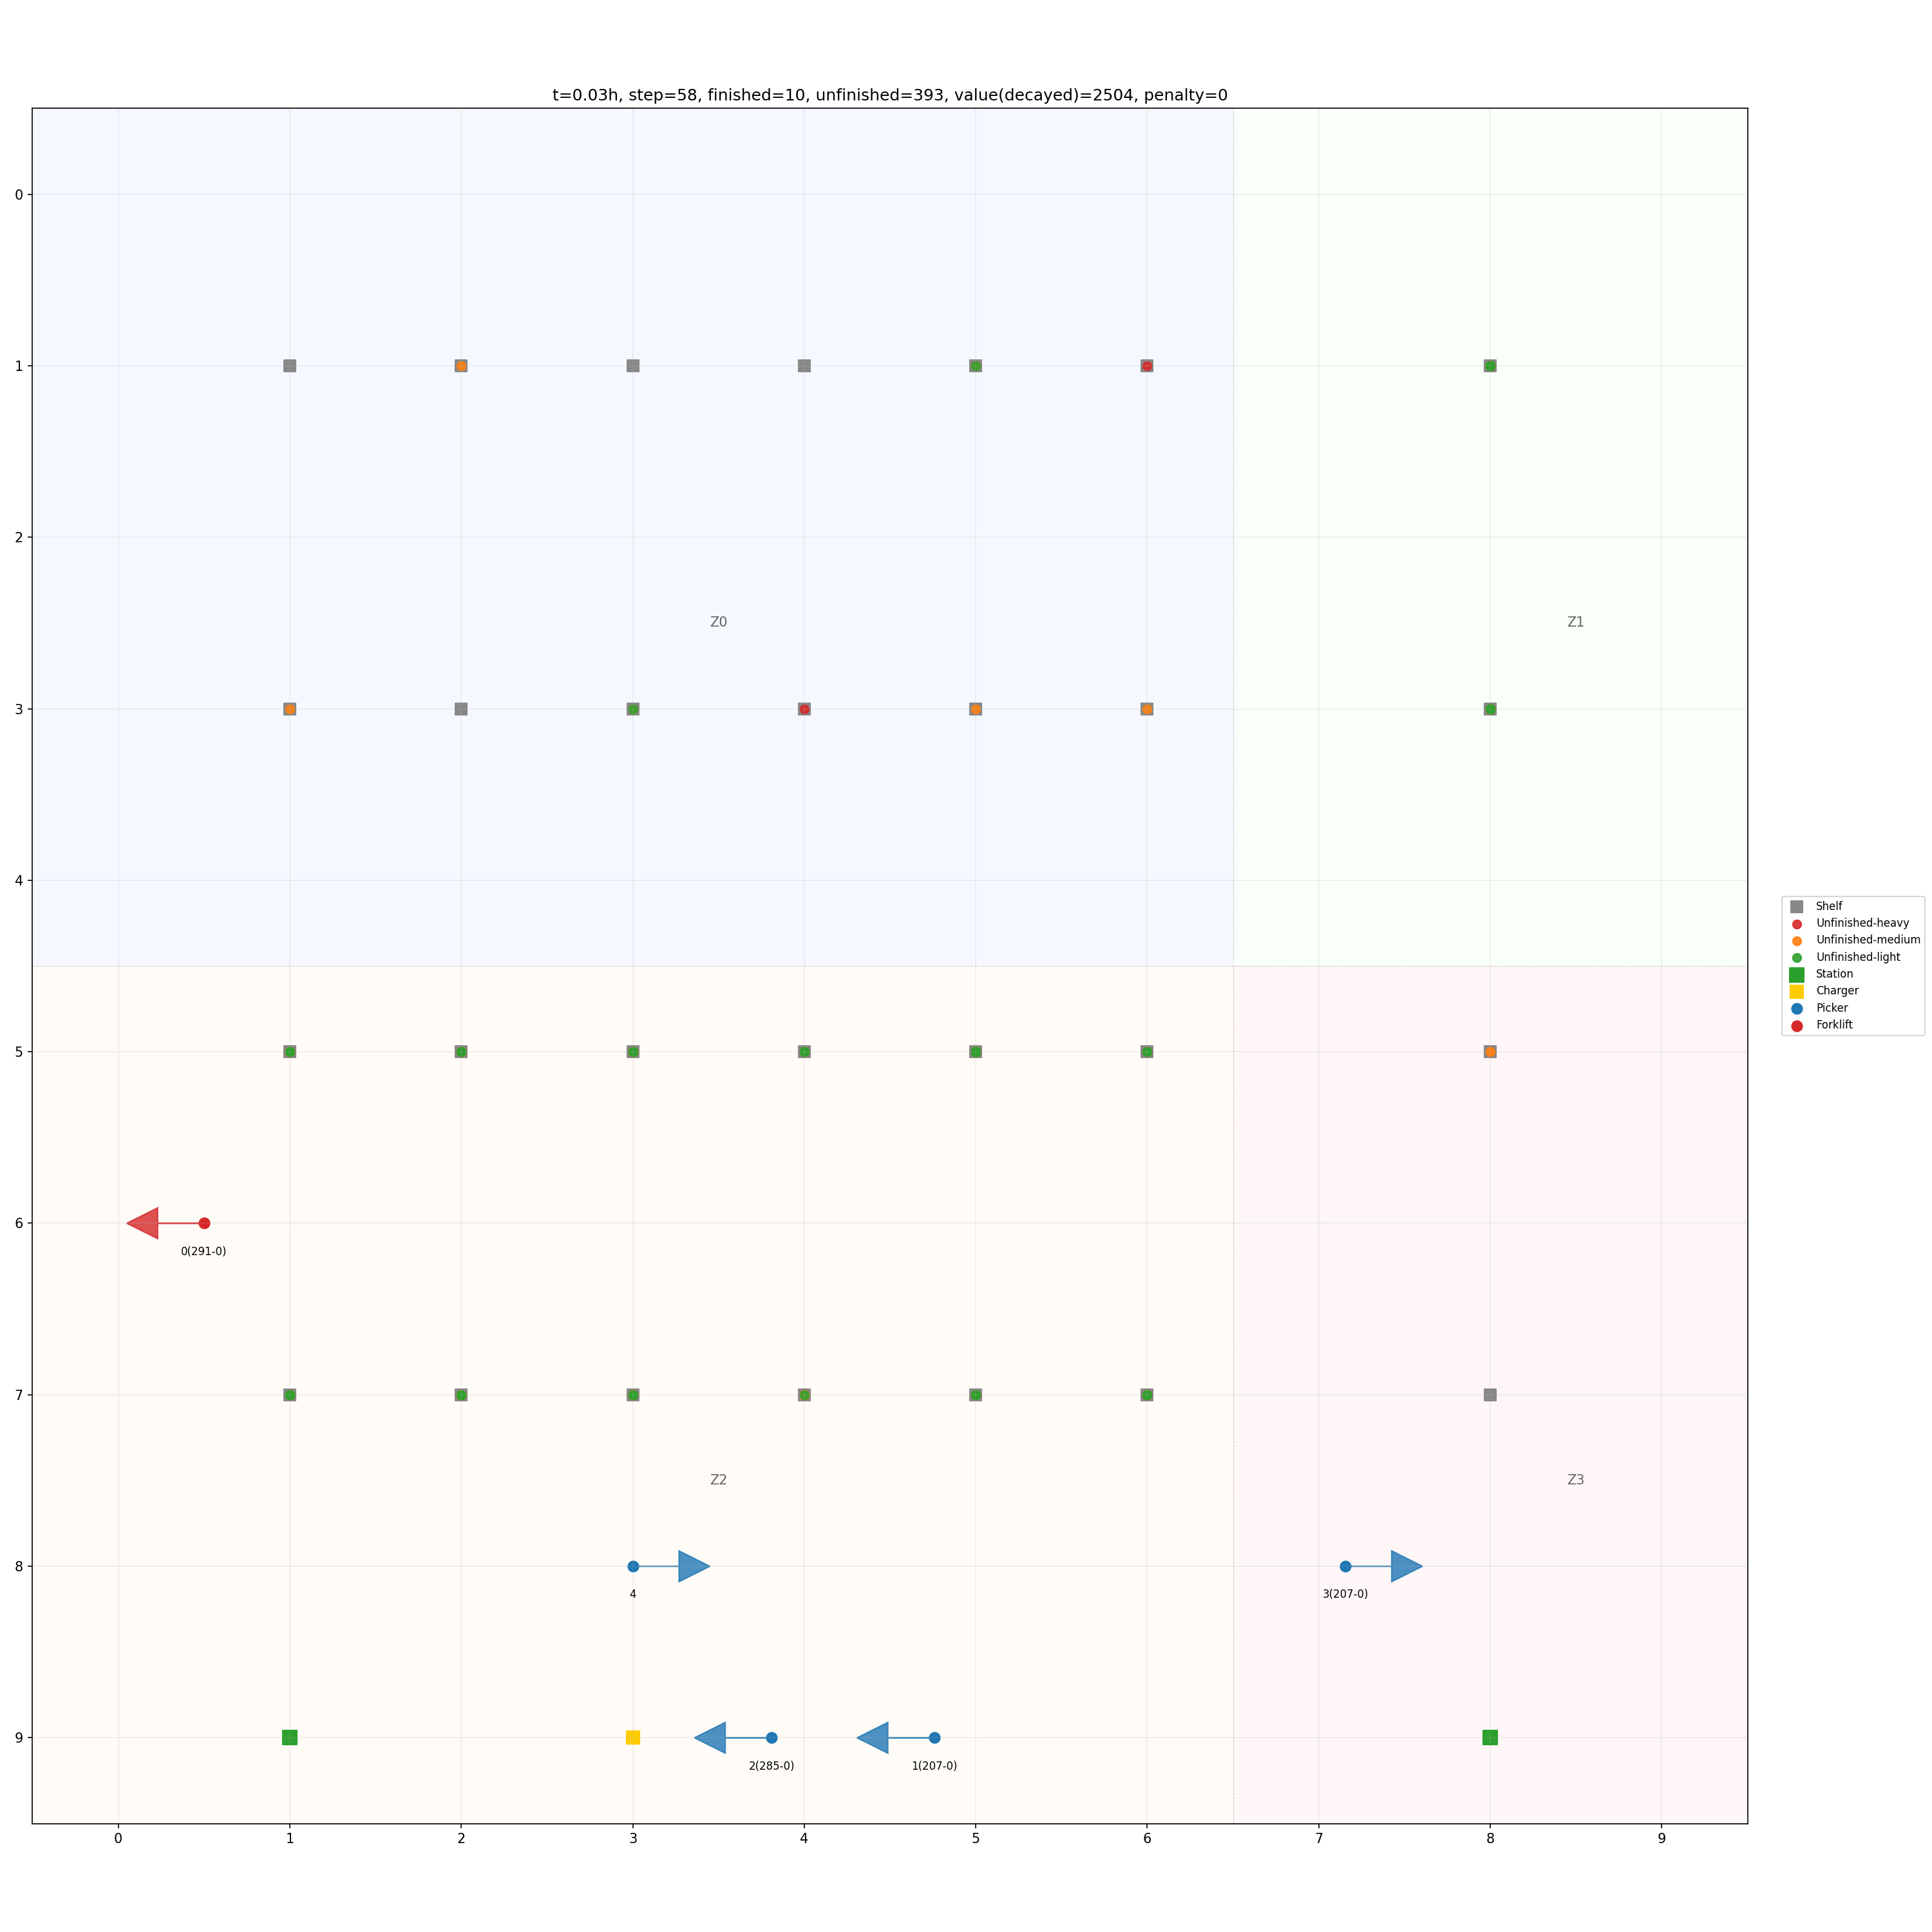 t=0.03h, step=58, finished=10, unfinished=393, value(decayed)=2504, penalty=0
0
1
2
Z0
Z1
3
4
Shelf
Unfinished-heavy
Unfinished-medium
Unfinished-light
Station
Charger
Picker
Forklift
5
6
0(291-0)
7
Z2
Z3
8
4
3(207-0)
9
2(285-0)
1(207-0)
0 1 2 3 4 5 6 7 8 9